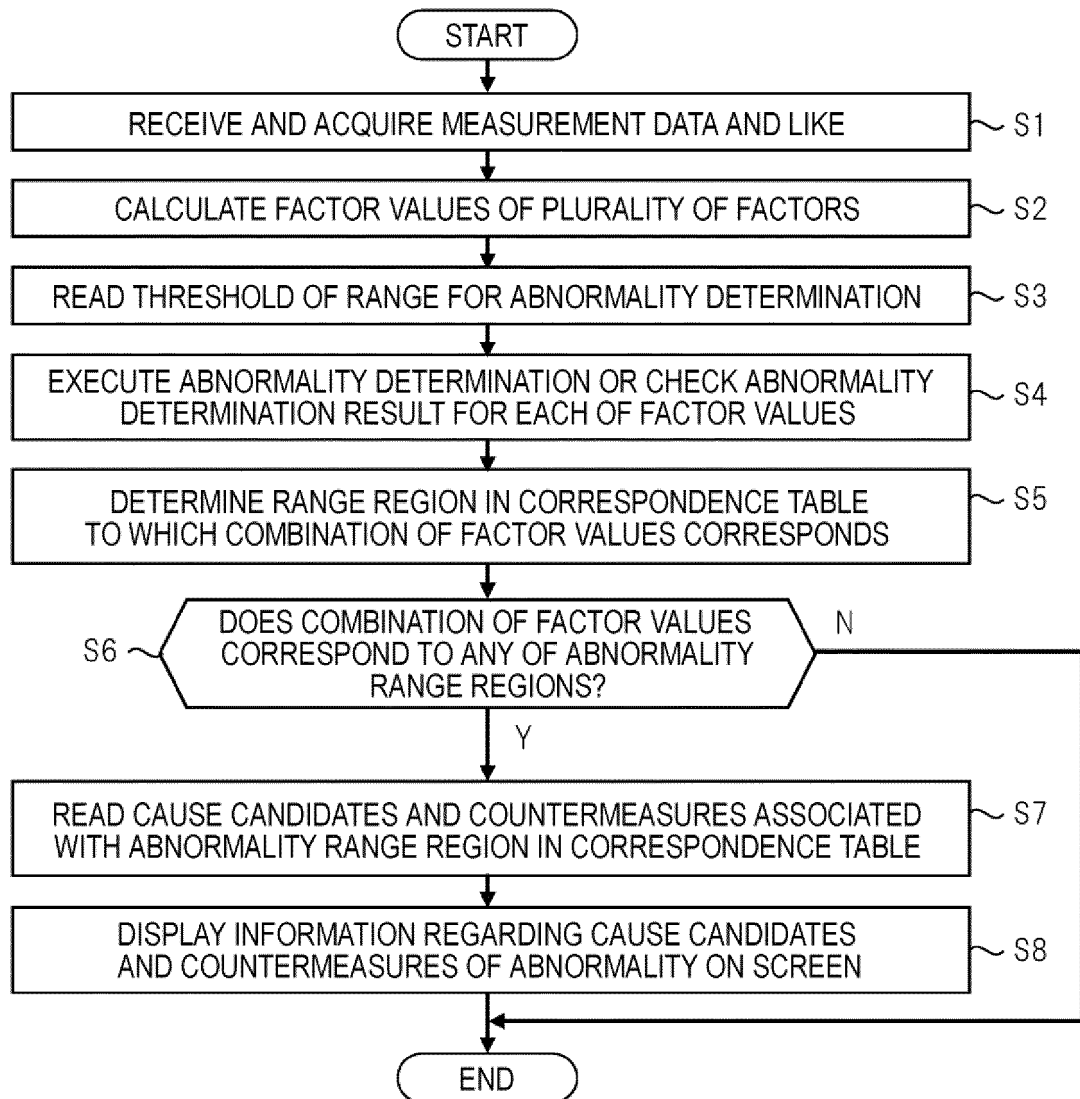 START
RECEIVE AND ACQUIRE MEASUREMENT DATA AND LIKE
S1
CALCULATE FACTOR VALUES OF PLURALITY OF FACTORS
S2
READ THRESHOLD OF RANGE FOR ABNORMALITY DETERMINATION
S3
EXECUTE ABNORMALITY DETERMINATION OR CHECK ABNORMALITY
DETERMINATION RESULT FOR EACH OF FACTOR VALUES
S4
DETERMINE RANGE REGION IN CORRESPONDENCE TABLE
TO WHICH COMBINATION OF FACTOR VALUES CORRESPONDS
S5
S6
DOES COMBINATION OF FACTOR VALUES
CORRESPOND TO ANY OF ABNORMALITY
RANGE REGIONS?
N
Y
READ CAUSE CANDIDATES AND COUNTERMEASURES ASSOCIATED
WITH ABNORMALITY RANGE REGION IN CORRESPONDENCE TABLE
S7
DISPLAY INFORMATION REGARDING CAUSE CANDIDATES
AND COUNTERMEASURES OF ABNORMALITY ON SCREEN
S8
END